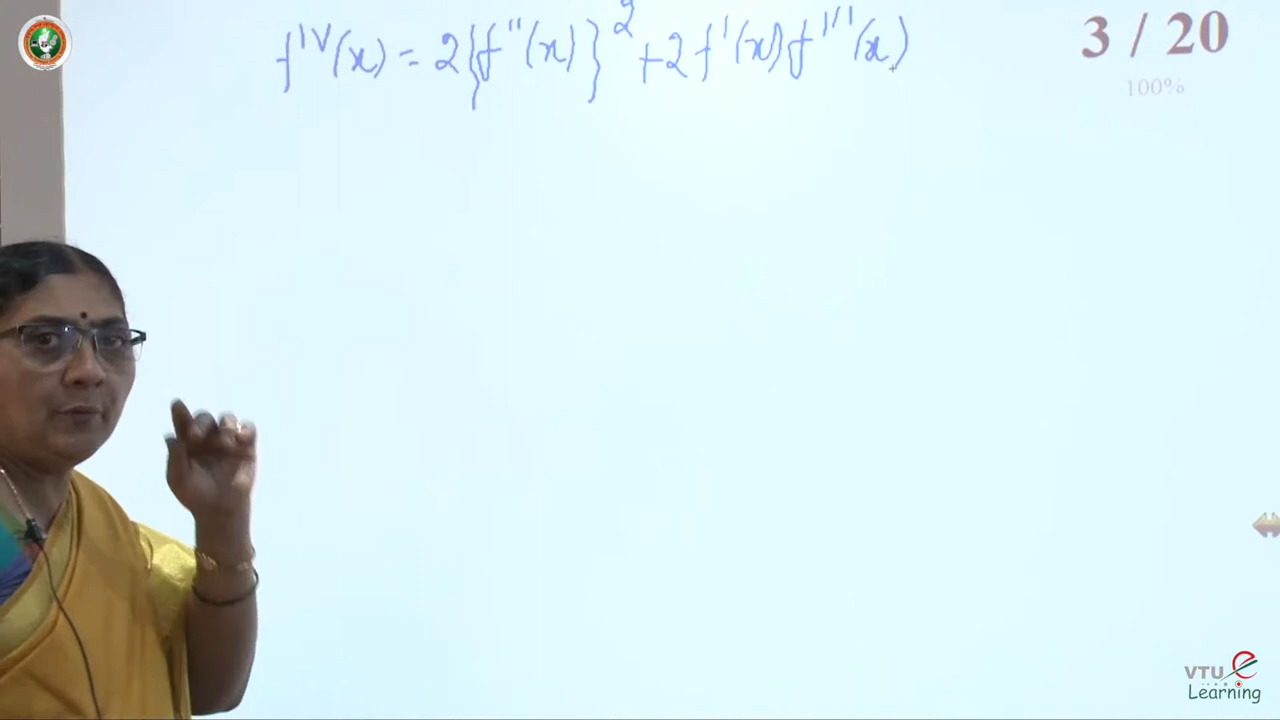 f^{IV}(x) = 2{f''(x)}^2 + 2f'(x)f'''(x)
3 / 20
100%
VTU e
Learning